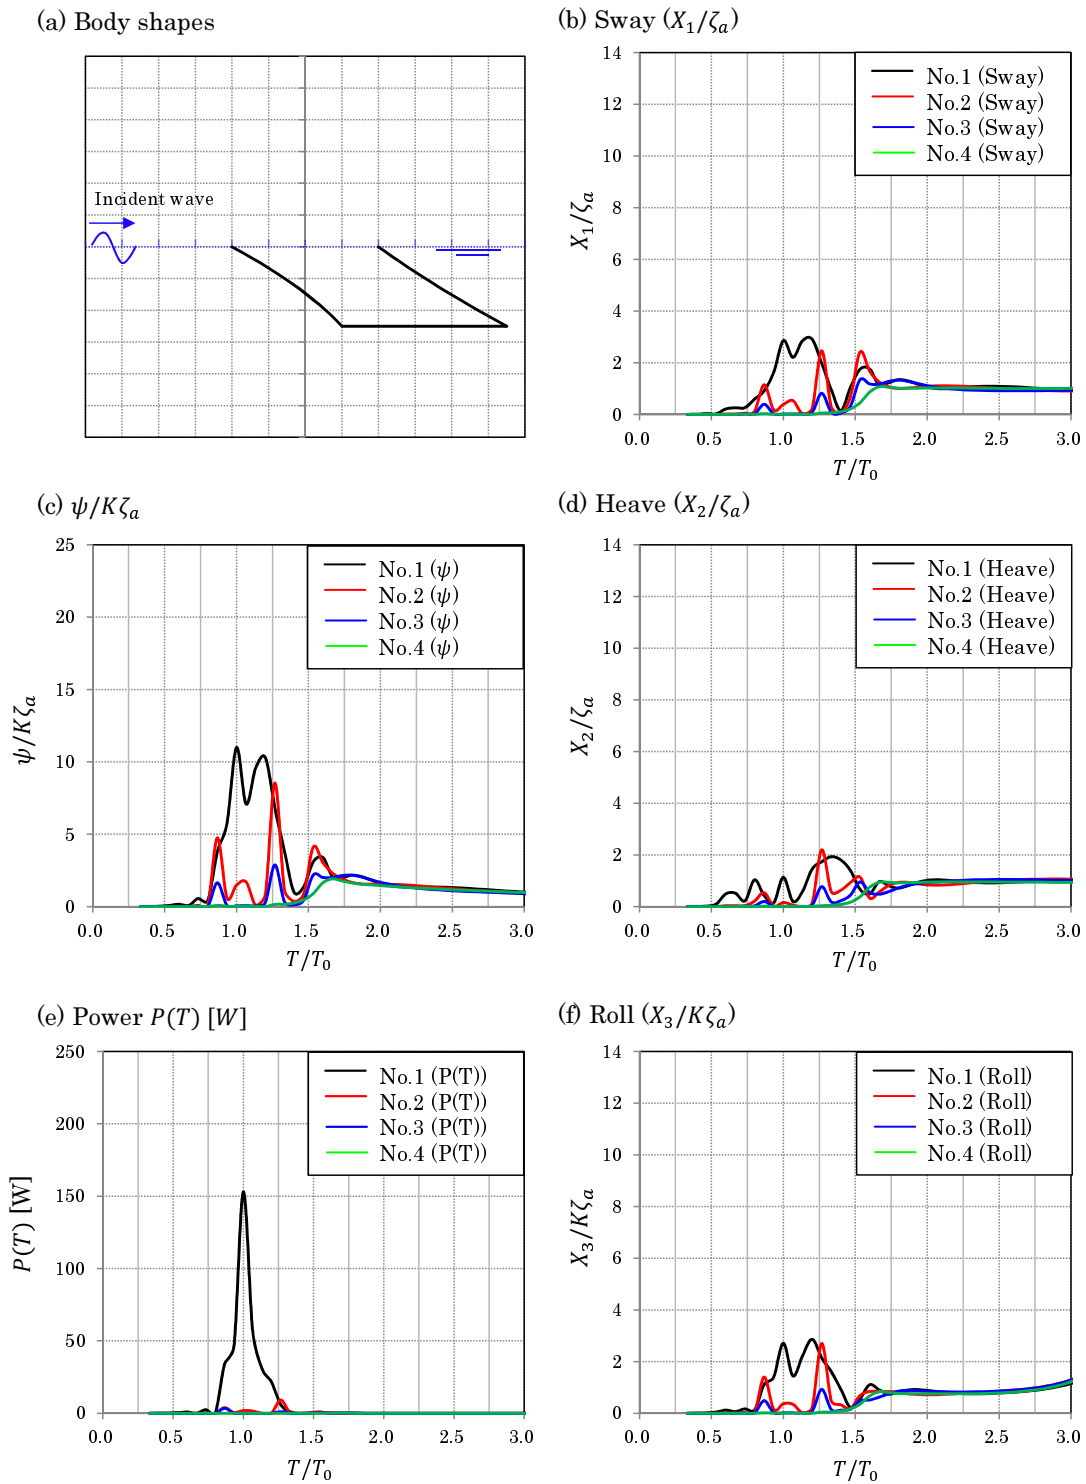 (a) Body shapes
Incident wave
(b) Sway (X₁/ζₐ)
X₁/ζₐ
14
12
10
8
6
4
2
0
No.1 (Sway)
No.2 (Sway)
No.3 (Sway)
No.4 (Sway)
0.0 0.5 1.0 1.5 2.0 2.5 3.0
T/T₀
(c) ψ/Kζₐ
ψ/Kζₐ
25
20
15
10
5
0
No.1 (ψ)
No.2 (ψ)
No.3 (ψ)
No.4 (ψ)
0.0 0.5 1.0 1.5 2.0 2.5 3.0
T/T₀
(d) Heave (X₂/ζₐ)
X₂/ζₐ
14
12
10
8
6
4
2
0
No.1 (Heave)
No.2 (Heave)
No.3 (Heave)
No.4 (Heave)
0.0 0.5 1.0 1.5 2.0 2.5 3.0
T/T₀
(e) Power P(T) [W]
P(T) [W]
250
200
150
100
50
0
No.1 (P(T))
No.2 (P(T))
No.3 (P(T))
No.4 (P(T))
0.0 0.5 1.0 1.5 2.0 2.5 3.0
T/T₀
(f) Roll (X₃/Kζₐ)
X₃/Kζₐ
14
12
10
8
6
4
2
0
No.1 (Roll)
No.2 (Roll)
No.3 (Roll)
No.4 (Roll)
0.0 0.5 1.0 1.5 2.0 2.5 3.0
T/T₀